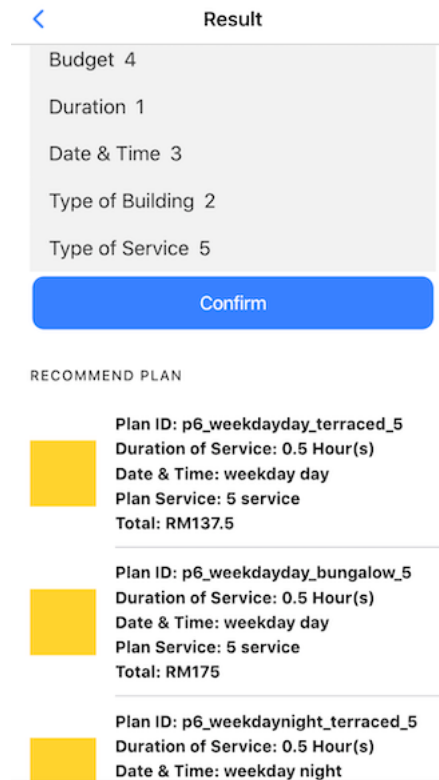 Result
Budget 4
Duration 1
Date & Time 3
Type of Building 2
Type of Service 5
Confirm
RECOMMEND PLAN
Plan ID: p6_weekdayday_terraced_5
Duration of Service: 0.5 Hour(s)
Date & Time: weekday day
Plan Service: 5 service
Total: RM137.5
Plan ID: p6_weekdayday_bungalow_5
Duration of Service: 0.5 Hour(s)
Date & Time: weekday day
Plan Service: 5 service
Total: RM175
Plan ID: p6_weekdaynight_terraced_5
Duration of Service: 0.5 Hour(s)
Date & Time: weekday night